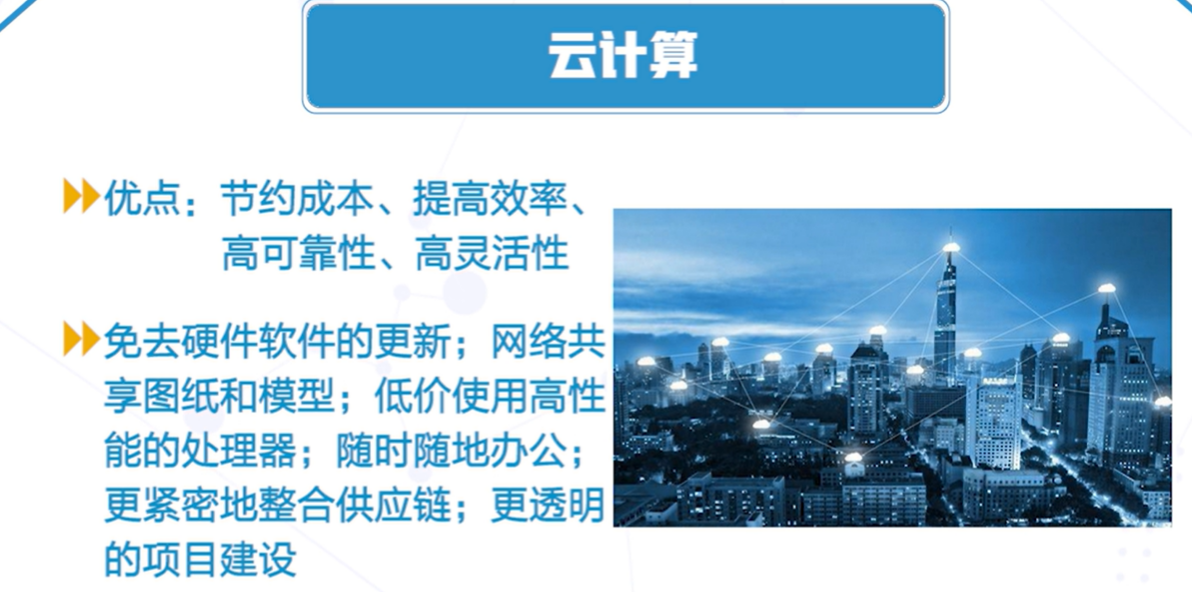 云计算
优点：节约成本、提高效率、
高可靠性、高灵活性
免去硬件软件的更新；网络共
享图纸和模型；低价使用高性
能的处理器；随时随地办公；
更紧密地整合供应链；更透明
的项目建设